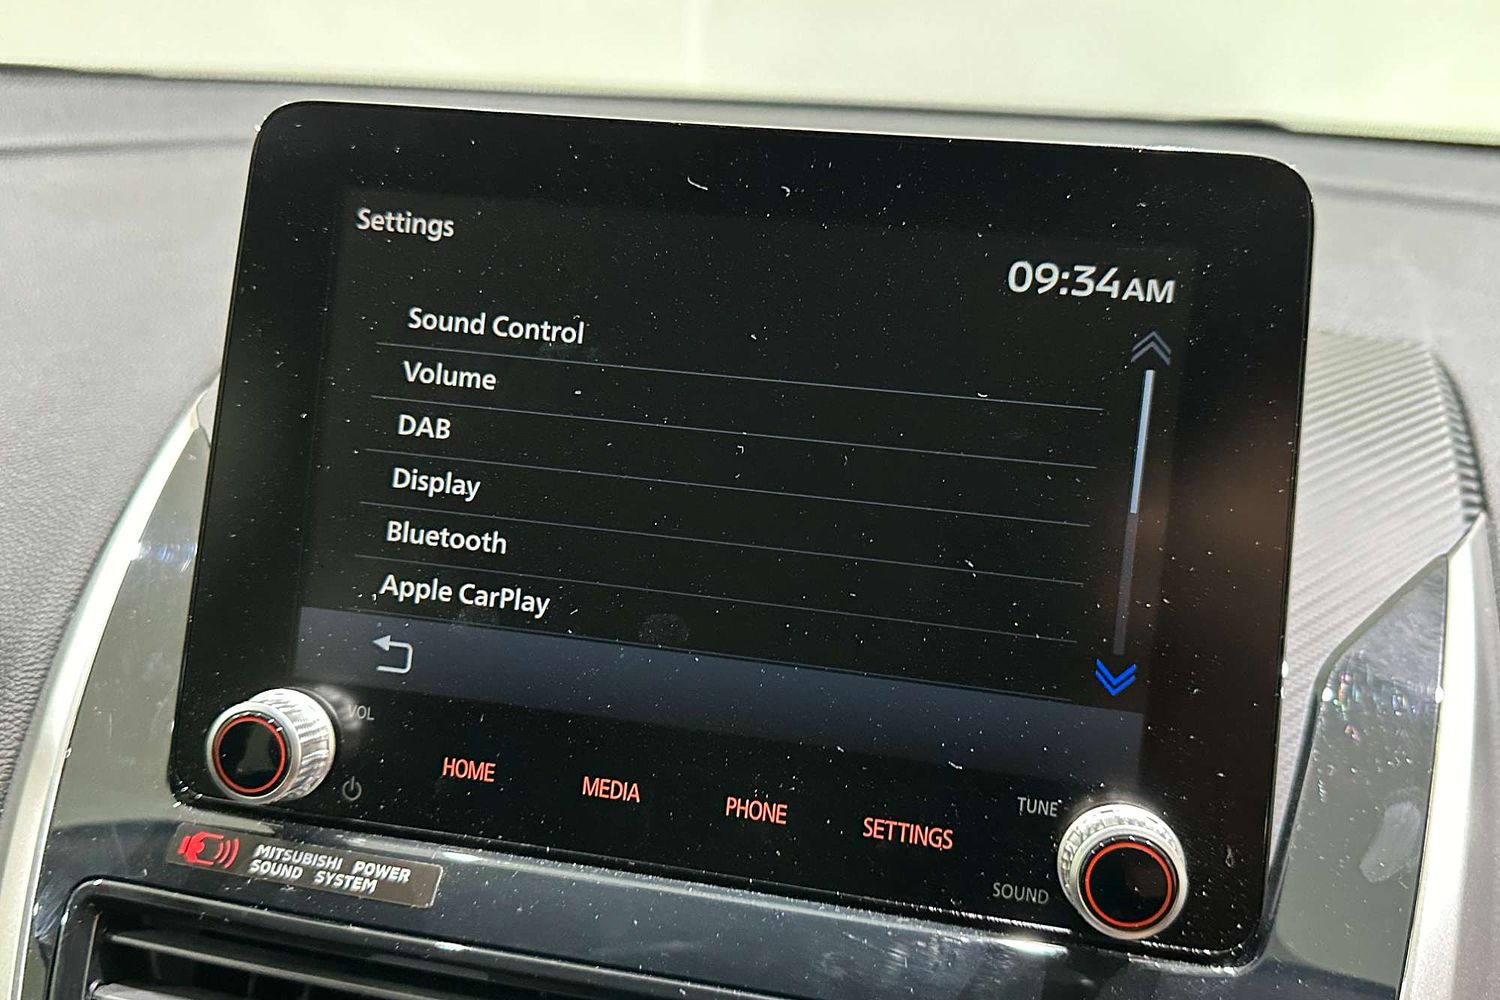 Settings
09:34AM
Sound Control
Volume
DAB
Display
Bluetooth
Apple CarPlay
VOL
HOME
MEDIA
PHONE
SETTINGS
TUNE
SOUND
MITSUBISHI POWER
SOUND SYSTEM